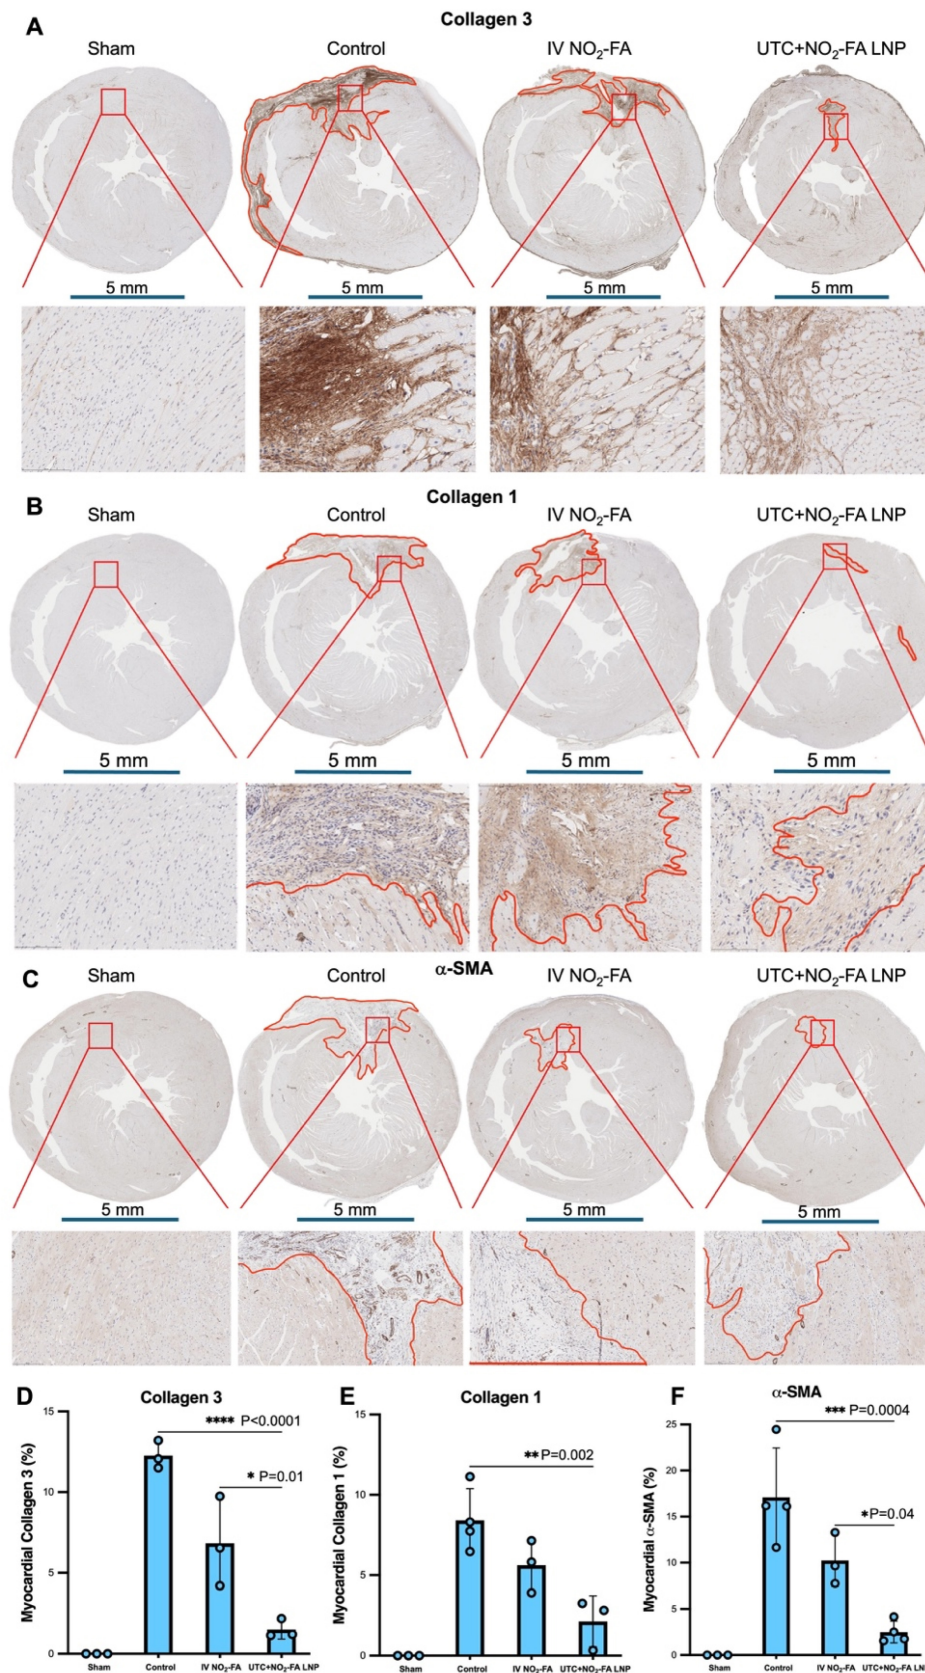 A
Collagen 3
Sham
Control
IV NO₂-FA
UTC+NO₂-FA LNP
5 mm
5 mm
5 mm
5 mm
B
Collagen 1
Sham
Control
IV NO₂-FA
UTC+NO₂-FA LNP
5 mm
5 mm
5 mm
5 mm
C
α-SMA
Sham
Control
IV NO₂-FA
UTC+NO₂-FA LNP
5 mm
5 mm
5 mm
5 mm
D
Collagen 3
Myocardial Collagen 3 (%)
15
10
5
0
**** P<0.0001
* P=0.01
Sham
Control
IV NO₂-FA
UTC+NO₂-FA LNP
E
Collagen 1
Myocardial Collagen 1 (%)
15
10
5
0
** P=0.002
Sham
Control
IV NO₂-FA
UTC+NO₂-FA LNP
F
α-SMA
Myocardial α-SMA (%)
25
20
15
10
5
0
*** P=0.0004
*P=0.04
Sham
Control
IV NO₂-FA
UTC+NO₂-FA LNP